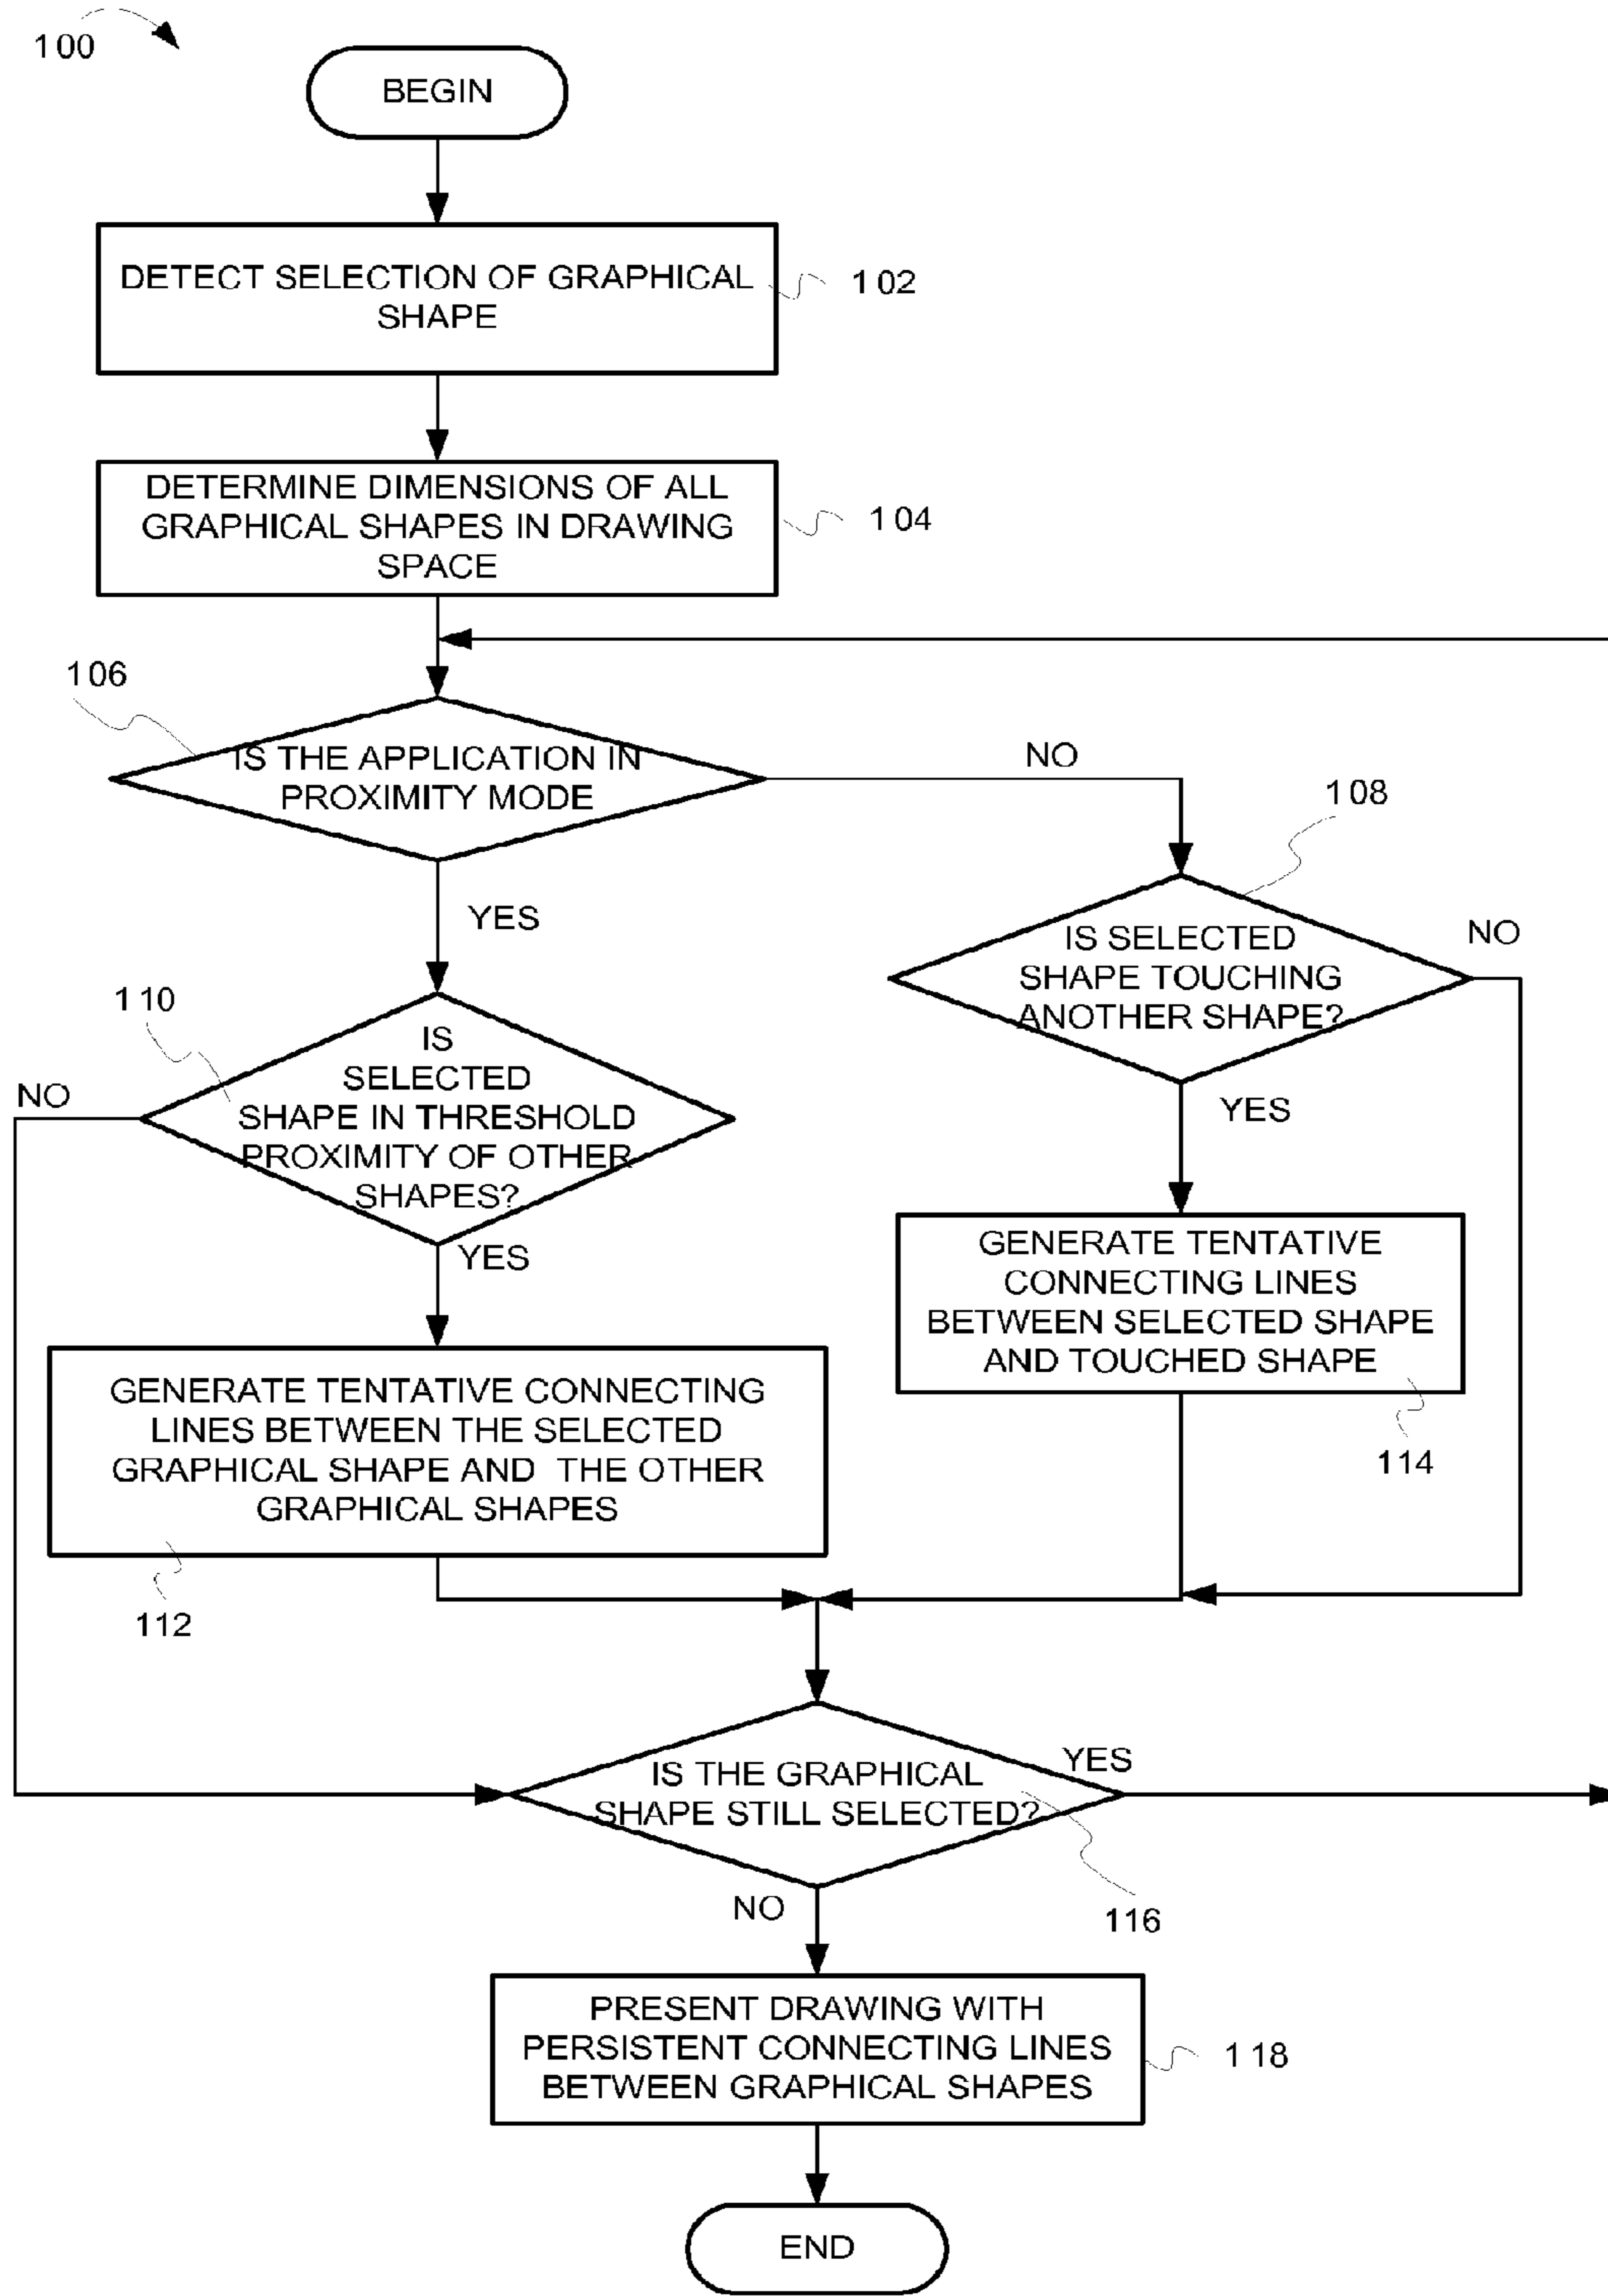 100
BEGIN
DETECT SELECTION OF GRAPHICAL
SHAPE
102
DETERMINE DIMENSIONS OF ALL
GRAPHICAL SHAPES IN DRAWING
SPACE
104
106
IS THE APPLICATION IN
PROXIMITY MODE
NO
YES
108
IS SELECTED
SHAPE TOUCHING
ANOTHER SHAPE?
NO
YES
110
IS
SELECTED
SHAPE IN THRESHOLD
PROXIMITY OF OTHER
SHAPES?
NO
YES
GENERATE TENTATIVE
CONNECTING LINES
BETWEEN SELECTED SHAPE
AND TOUCHED SHAPE
114
GENERATE TENTATIVE CONNECTING
LINES BETWEEN THE SELECTED
GRAPHICAL SHAPE AND THE OTHER
GRAPHICAL SHAPES
112
IS THE GRAPHICAL
SHAPE STILL SELECTED?
YES
116
NO
PRESENT DRAWING WITH
PERSISTENT CONNECTING LINES
BETWEEN GRAPHICAL SHAPES
118
END